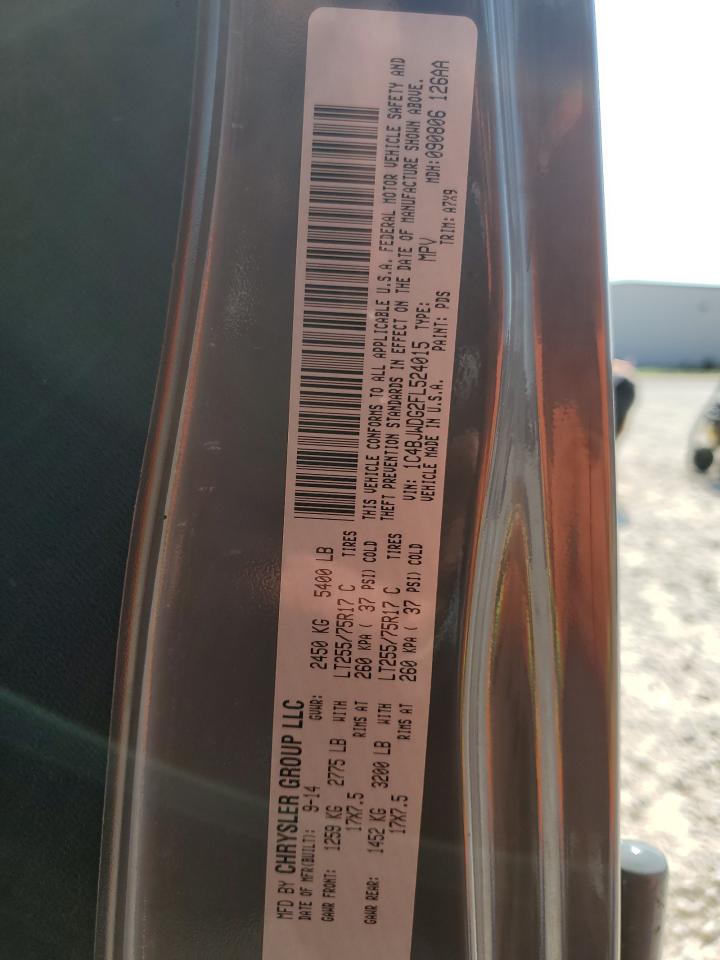 MFD BY CHRYSLER GROUP LLC
DATE OF MFR(BUILT): 9-14 GVWR: 2450 KG 5400 LB
GAWR FRONT: 1259 KG 2775 LB WITH LT255/75R17 C TIRES
17X7.5 RIMS AT 260 KPA ( 37 PSI) COLD
GAWR REAR: 1452 KG 3200 LB WITH LT255/75R17 C TIRES
17X7.5 RIMS AT 260 KPA ( 37 PSI) COLD
THIS VEHICLE CONFORMS TO ALL APPLICABLE U.S.A. FEDERAL MOTOR VEHICLE SAFETY AND
THEFT PREVENTION STANDARDS IN EFFECT ON THE DATE OF MANUFACTURE SHOWN ABOVE.
VIN: 1C4BJWDG2FL524015 TYPE: MPV MDH:090806 126AA
VEHICLE MADE IN U.S.A. PAINT: PDS TRIM: A7X9